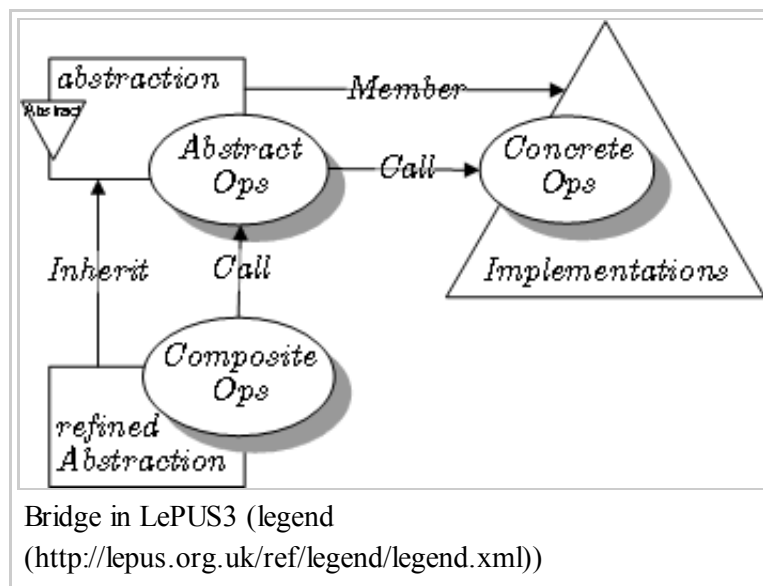 abstraction
Abstract
Member
Abstract
Ops
Call
Concrete
Ops
Inherit
Call
Implementations
Composite
Ops
refined
Abstraction
Bridge in LePUS3 (legend
(http://lepus.org.uk/ref/legend/legend.xml))